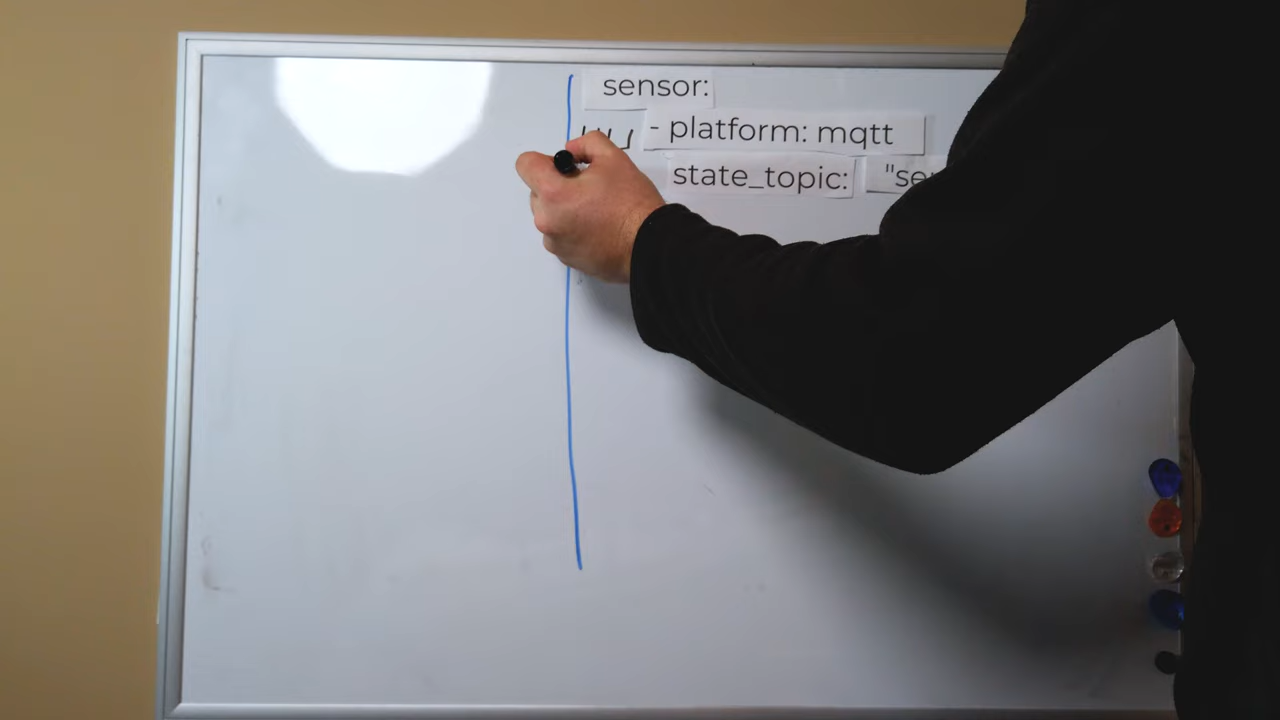 sensor:
- platform: mqtt
state_topic: